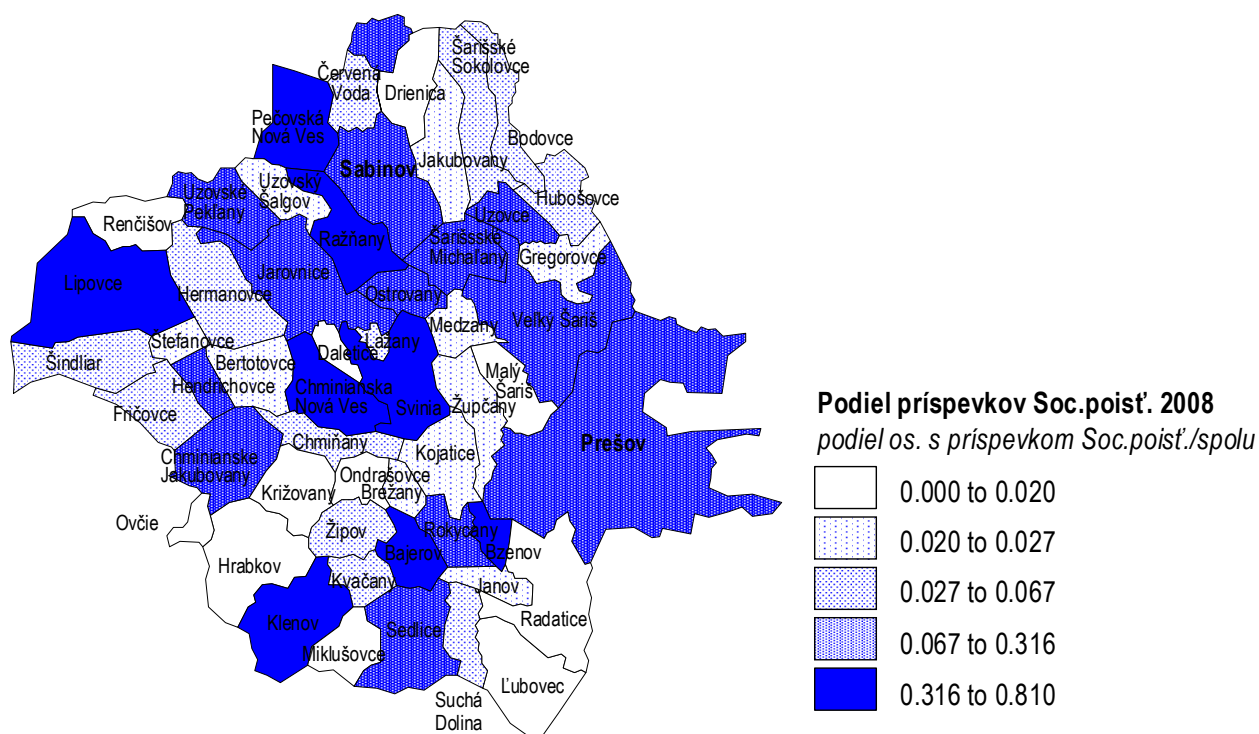 Šarišské
Sokolovce
Červená
Voda
Drienica
Pečovská
Nová Ves
Bodovce
Sabinov
Jakubovany
Uzovský
Šalgov
Uzovské
Pekľany
Hubošovce
Renčišov
Uzovce
Ražňany
Šarišsské
Michaľany
Gregorovce
Jarovnice
Lipovce
Hermanovce
Ostrovany
Medzany
Veľký Šariš
Štefanovce
Daletice
Lažany
Šindliar
Bertotovce
Hendrichovce
Malý
Šariš
Chminianska
Nová Ves
Svinia
Župčany
Fričovce
Chmiňany
Kojatice
Prešov
Chminianske
Jakubovany
Ondrašovce
Brežany
Križovany
Ovčie
Žipov
Rokycany
Bajerov
Bzenov
Hrabkov
Kvačany
Janov
Klenov
Sedlice
Radatice
Miklušovce
Ľubovec
Suchá
Dolina
Podiel príspevkov Soc.poisť. 2008
podiel os. s príspevkom Soc.poisť./spolu
0.000 to 0.020
0.020 to 0.027
0.027 to 0.067
0.067 to 0.316
0.316 to 0.810